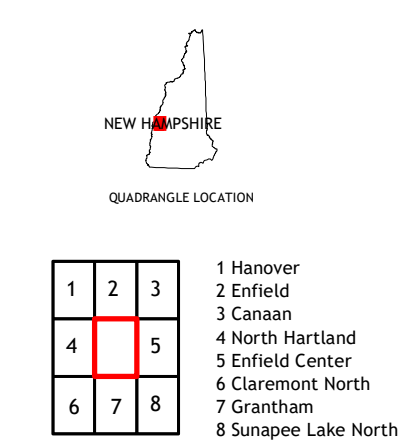 NEW HAMPSHIRE
QUADRANGLE LOCATION
1 2 3
4 5
6 7 8
1 Hanover
2 Enfield
3 Canaan
4 North Hartland
5 Enfield Center
6 Claremont North
7 Grantham
8 Sunapee Lake North